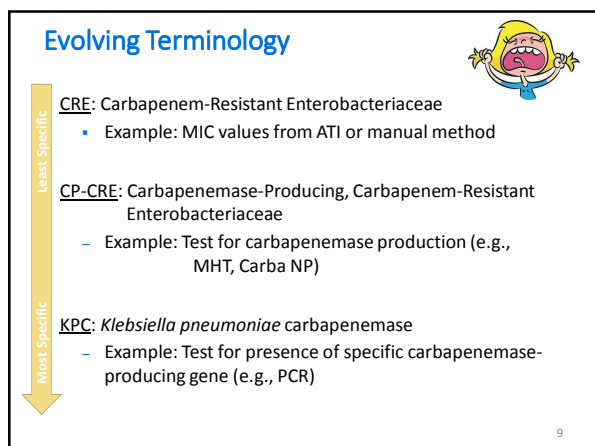 Evolving Terminology
Least Specific
Most Specific
CRE: Carbapenem-Resistant Enterobacteriaceae
▪ Example: MIC values from ATI or manual method
CP-CRE: Carbapenemase-Producing, Carbapenem-Resistant
Enterobacteriaceae
– Example: Test for carbapenemase production (e.g.,
MHT, Carba NP)
KPC: Klebsiella pneumoniae carbapenemase
– Example: Test for presence of specific carbapenemase-
producing gene (e.g., PCR)
9